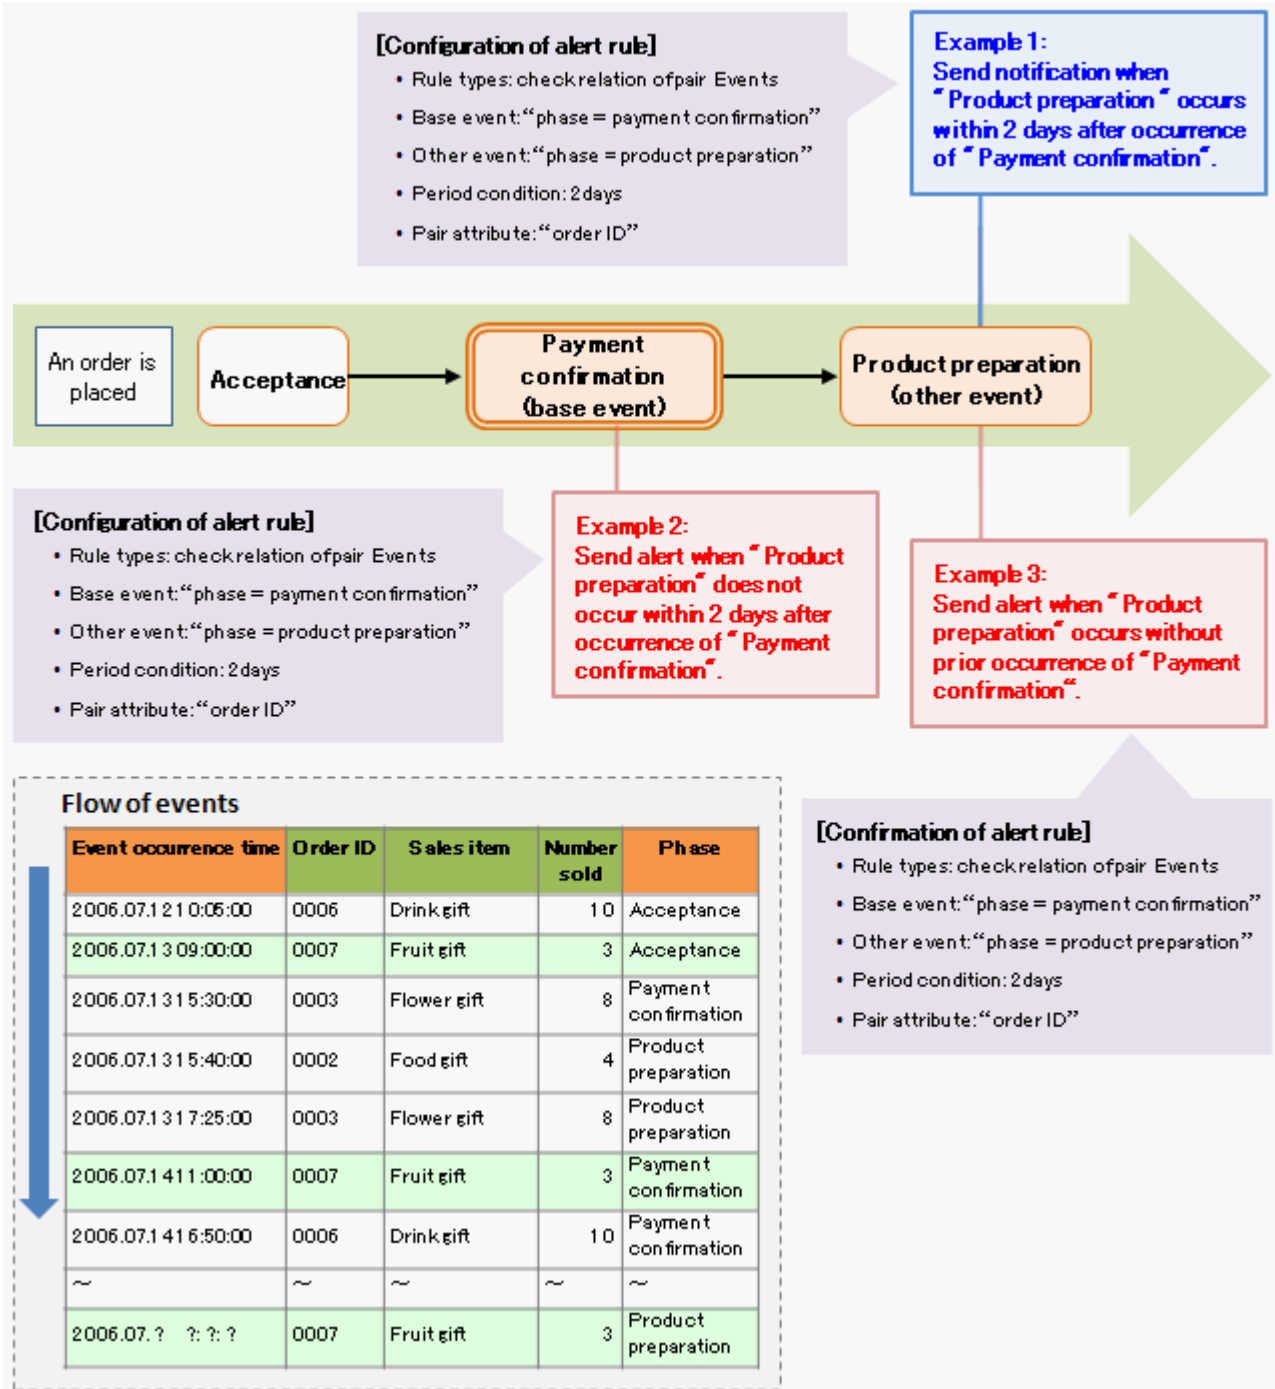 [Configuration of alert rule]
• Rule types: check relation of pair Events
• Base event: “phase = payment confirmation”
• Other event: “phase = product preparation”
• Period condition: 2 days
• Pair attribute: “order ID”
Example 1:
Send notification when
“Product preparation“ occurs
within 2 days after occurrence
of “Payment confirmation“.
An order is
placed
Acceptance
Payment
confirmation
(base event)
Product preparation
(other event)
[Configuration of alert rule]
• Rule types: check relation of pair Events
• Base event: “phase = payment confirmation”
• Other event: “phase = product preparation”
• Period condition: 2 days
• Pair attribute: “order ID”
Example 2:
Send alert when “Product
preparation“ does not
occur within 2 days after
occurrence of “Payment
confirmation“.
Example 3:
Send alert when “Product
preparation“ occurs without
prior occurrence of “Payment
confirmation“.
[Confirmation of alert rule]
• Rule types: check relation of pair Events
• Base event: “phase = payment confirmation”
• Other event: “phase = product preparation”
• Period condition: 2 days
• Pair attribute: “order ID”
Flow of events
Event occurrence time Order ID Sales item Number sold Phase
2006.07.12 10:05:00 0006 Drink gift 10 Acceptance
2006.07.13 09:00:00 0007 Fruit gift 3 Acceptance
2006.07.13 15:30:00 0003 Flower gift 8 Payment confirmation
2006.07.13 15:40:00 0002 Food gift 4 Product preparation
2006.07.13 17:25:00 0003 Flower gift 8 Product preparation
2006.07.14 11:00:00 0007 Fruit gift 3 Payment confirmation
2006.07.14 16:50:00 0006 Drink gift 10 Payment confirmation
～ ～ ～ ～ ～
2006.07. ? ?: ?: ? 0007 Fruit gift 3 Product preparation